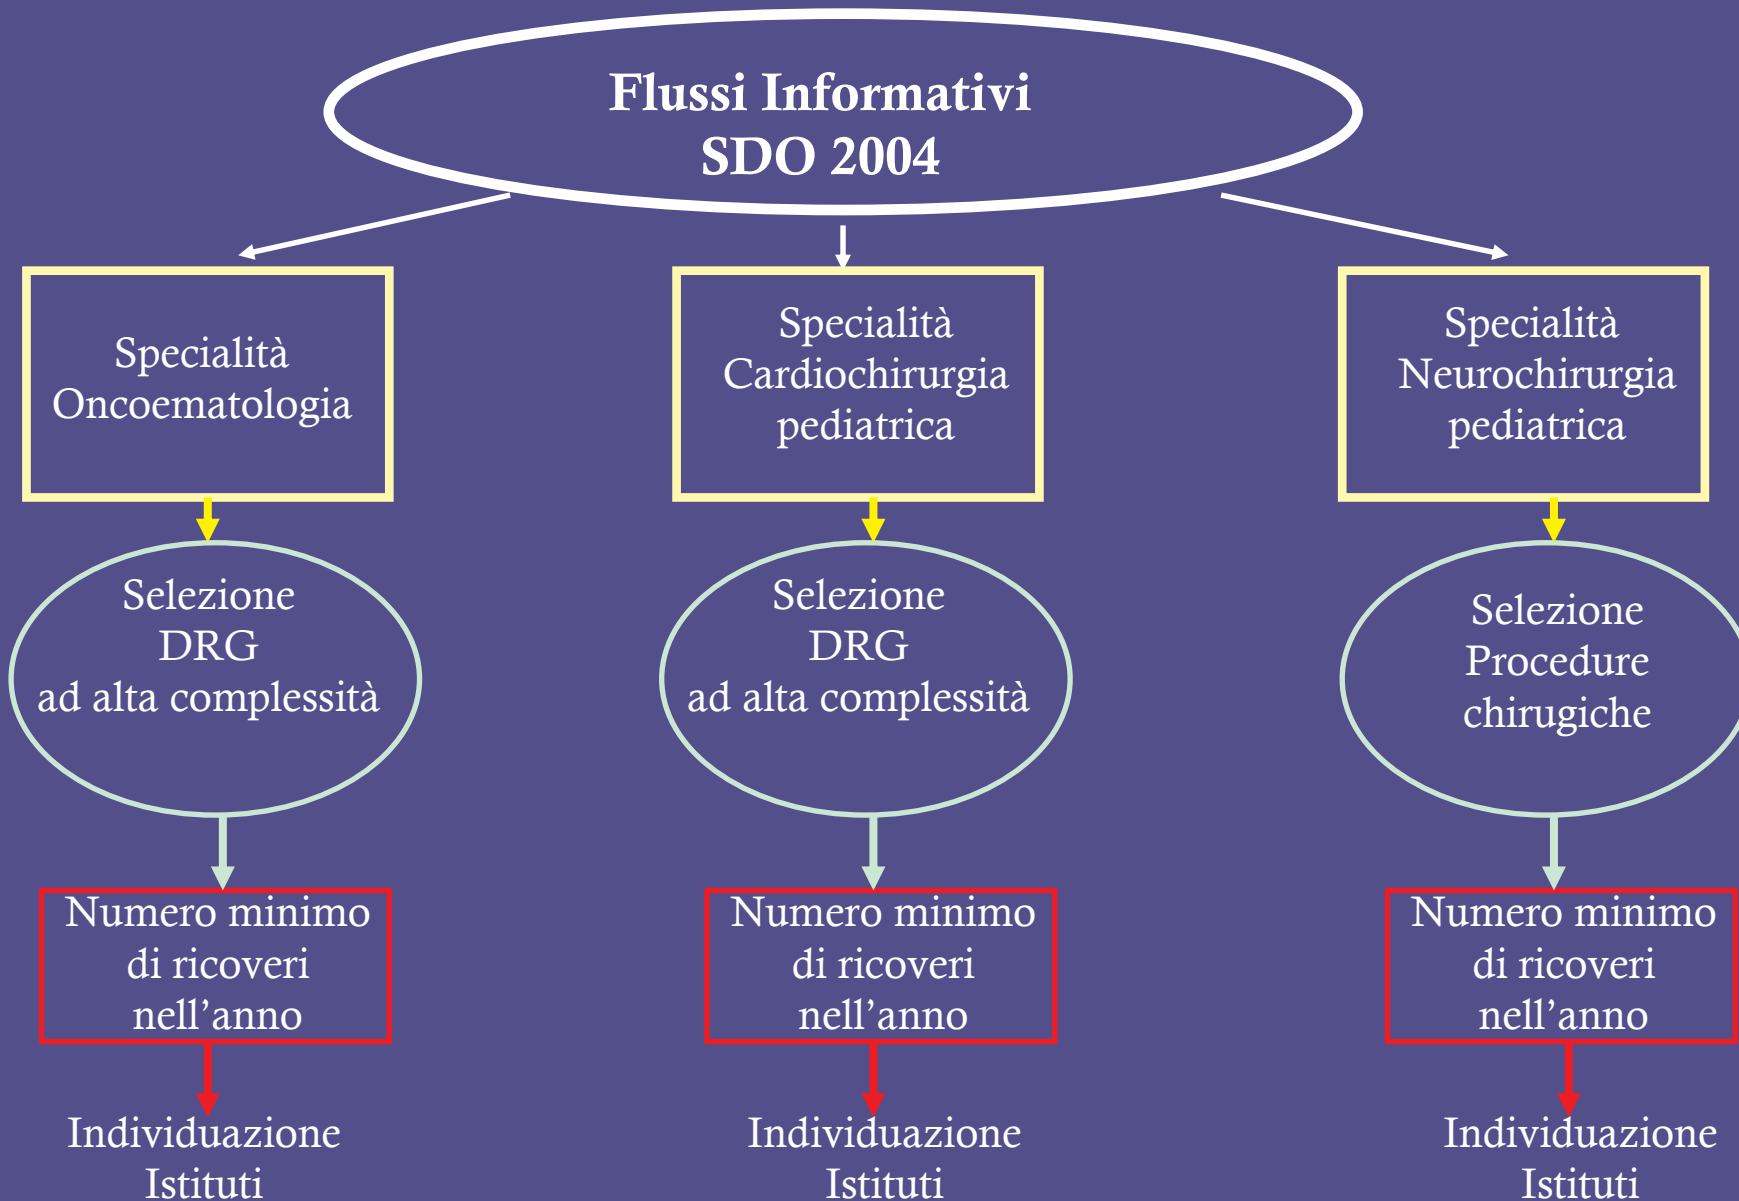 Flussi Informativi
SDO 2004
Specialità
Oncoematologia
Specialità
Cardiochirurgia
pediatrica
Specialità
Neurochirurgia
pediatrica
Selezione
DRG
ad alta complessità
Selezione
DRG
ad alta complessità
Selezione
Procedure
chirugiche
Numero minimo
di ricoveri
nell’anno
Numero minimo
di ricoveri
nell’anno
Numero minimo
di ricoveri
nell’anno
Individuazione
Istituti
Individuazione
Istituti
Individuazione
Istituti